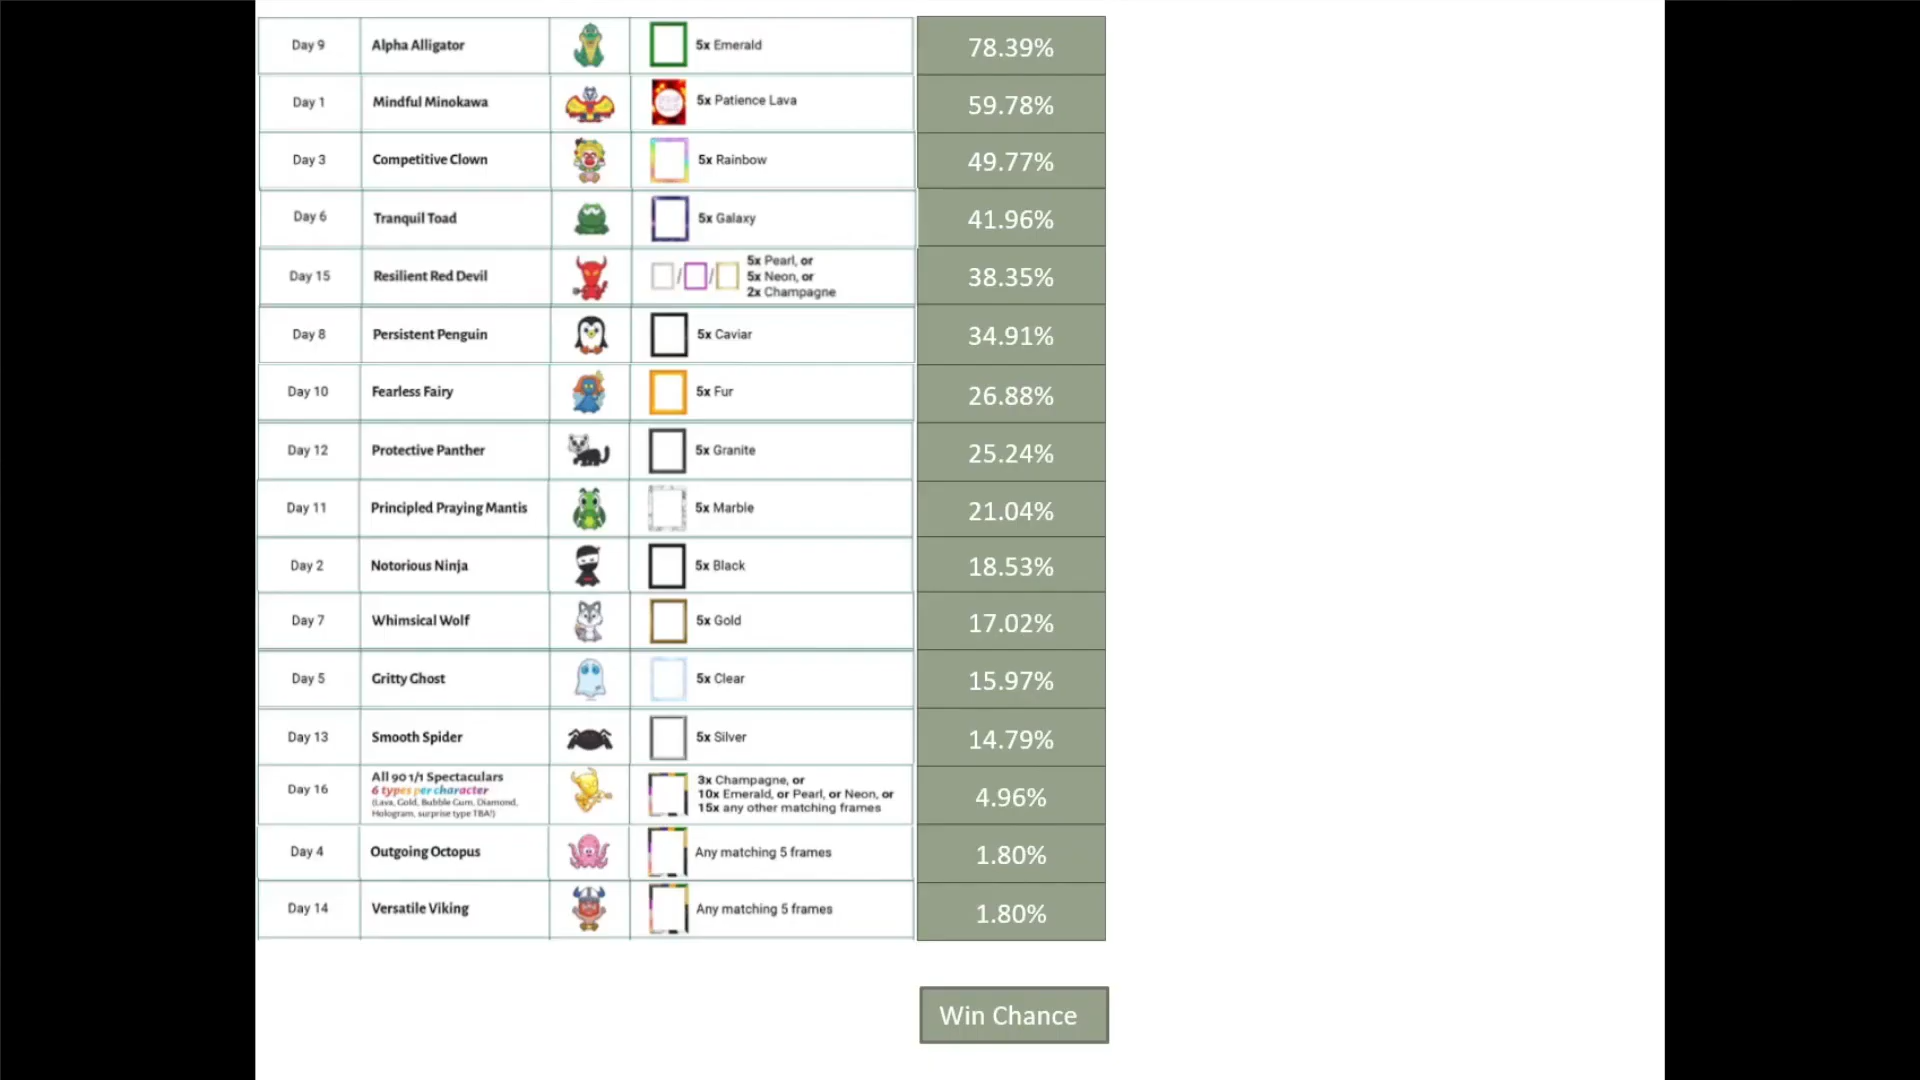 Day 9 Alpha Alligator 5x Emerald 78.39%
Day 1 Mindful Minokawa 5x Patience Lava 59.78%
Day 3 Competitive Clown 5x Rainbow 49.77%
Day 6 Tranquil Toad 5x Galaxy 41.96%
Day 15 Resilient Red Devil / / 5x Pearl, or
5x Neon, or
2x Champagne
38.35%
Day 8 Persistent Penguin 5x Caviar 34.91%
Day 10 Fearless Fairy 5x Fur 26.88%
Day 12 Protective Panther 5x Granite 25.24%
Day 11 Principled Praying Mantis 5x Marble 21.04%
Day 2 Notorious Ninja 5x Black 18.53%
Day 7 Whimsical Wolf 5x Gold 17.02%
Day 5 Gritty Ghost 5x Clear 15.97%
Day 13 Smooth Spider 5x Silver 14.79%
Day 16
All 90 1/1 Spectaculars
6 types per character
(Lava, Gold, Bubble Gum, Diamond,
Hologram, surprise type TBA!)
3x Champagne, or
10x Emerald, or Pearl, or Neon, or
15x any other matching frames
4.96%
Day 4 Outgoing Octopus Any matching 5 frames 1.80%
Day 14 Versatile Viking Any matching 5 frames 1.80%
Win Chance